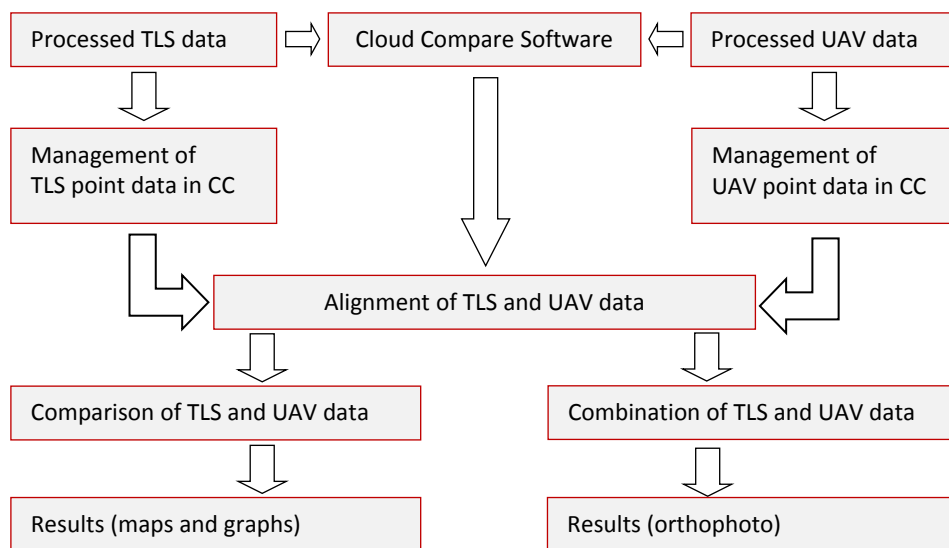 Processed TLS data
Cloud Compare Software
Processed UAV data
Management of
TLS point data in CC
Management of
UAV point data in CC
Alignment of TLS and UAV data
Comparison of TLS and UAV data
Combination of TLS and UAV data
Results (maps and graphs)
Results (orthophoto)